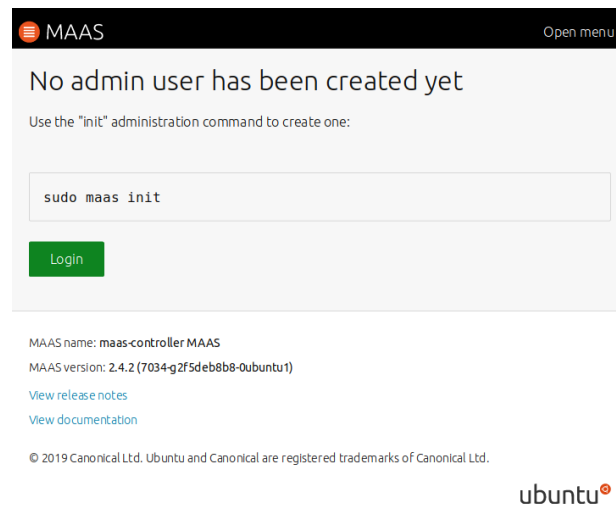 MAAS
Open menu
No admin user has been created yet
Use the "init" administration command to create one:
sudo maas init
Login
MAAS name: maas-controller MAAS
MAAS version: 2.4.2 (7034-g2f5deb8b8-0ubuntu1)
View release notes
View documentation
© 2019 Canonical Ltd. Ubuntu and Canonical are registered trademarks of Canonical Ltd.
ubuntu